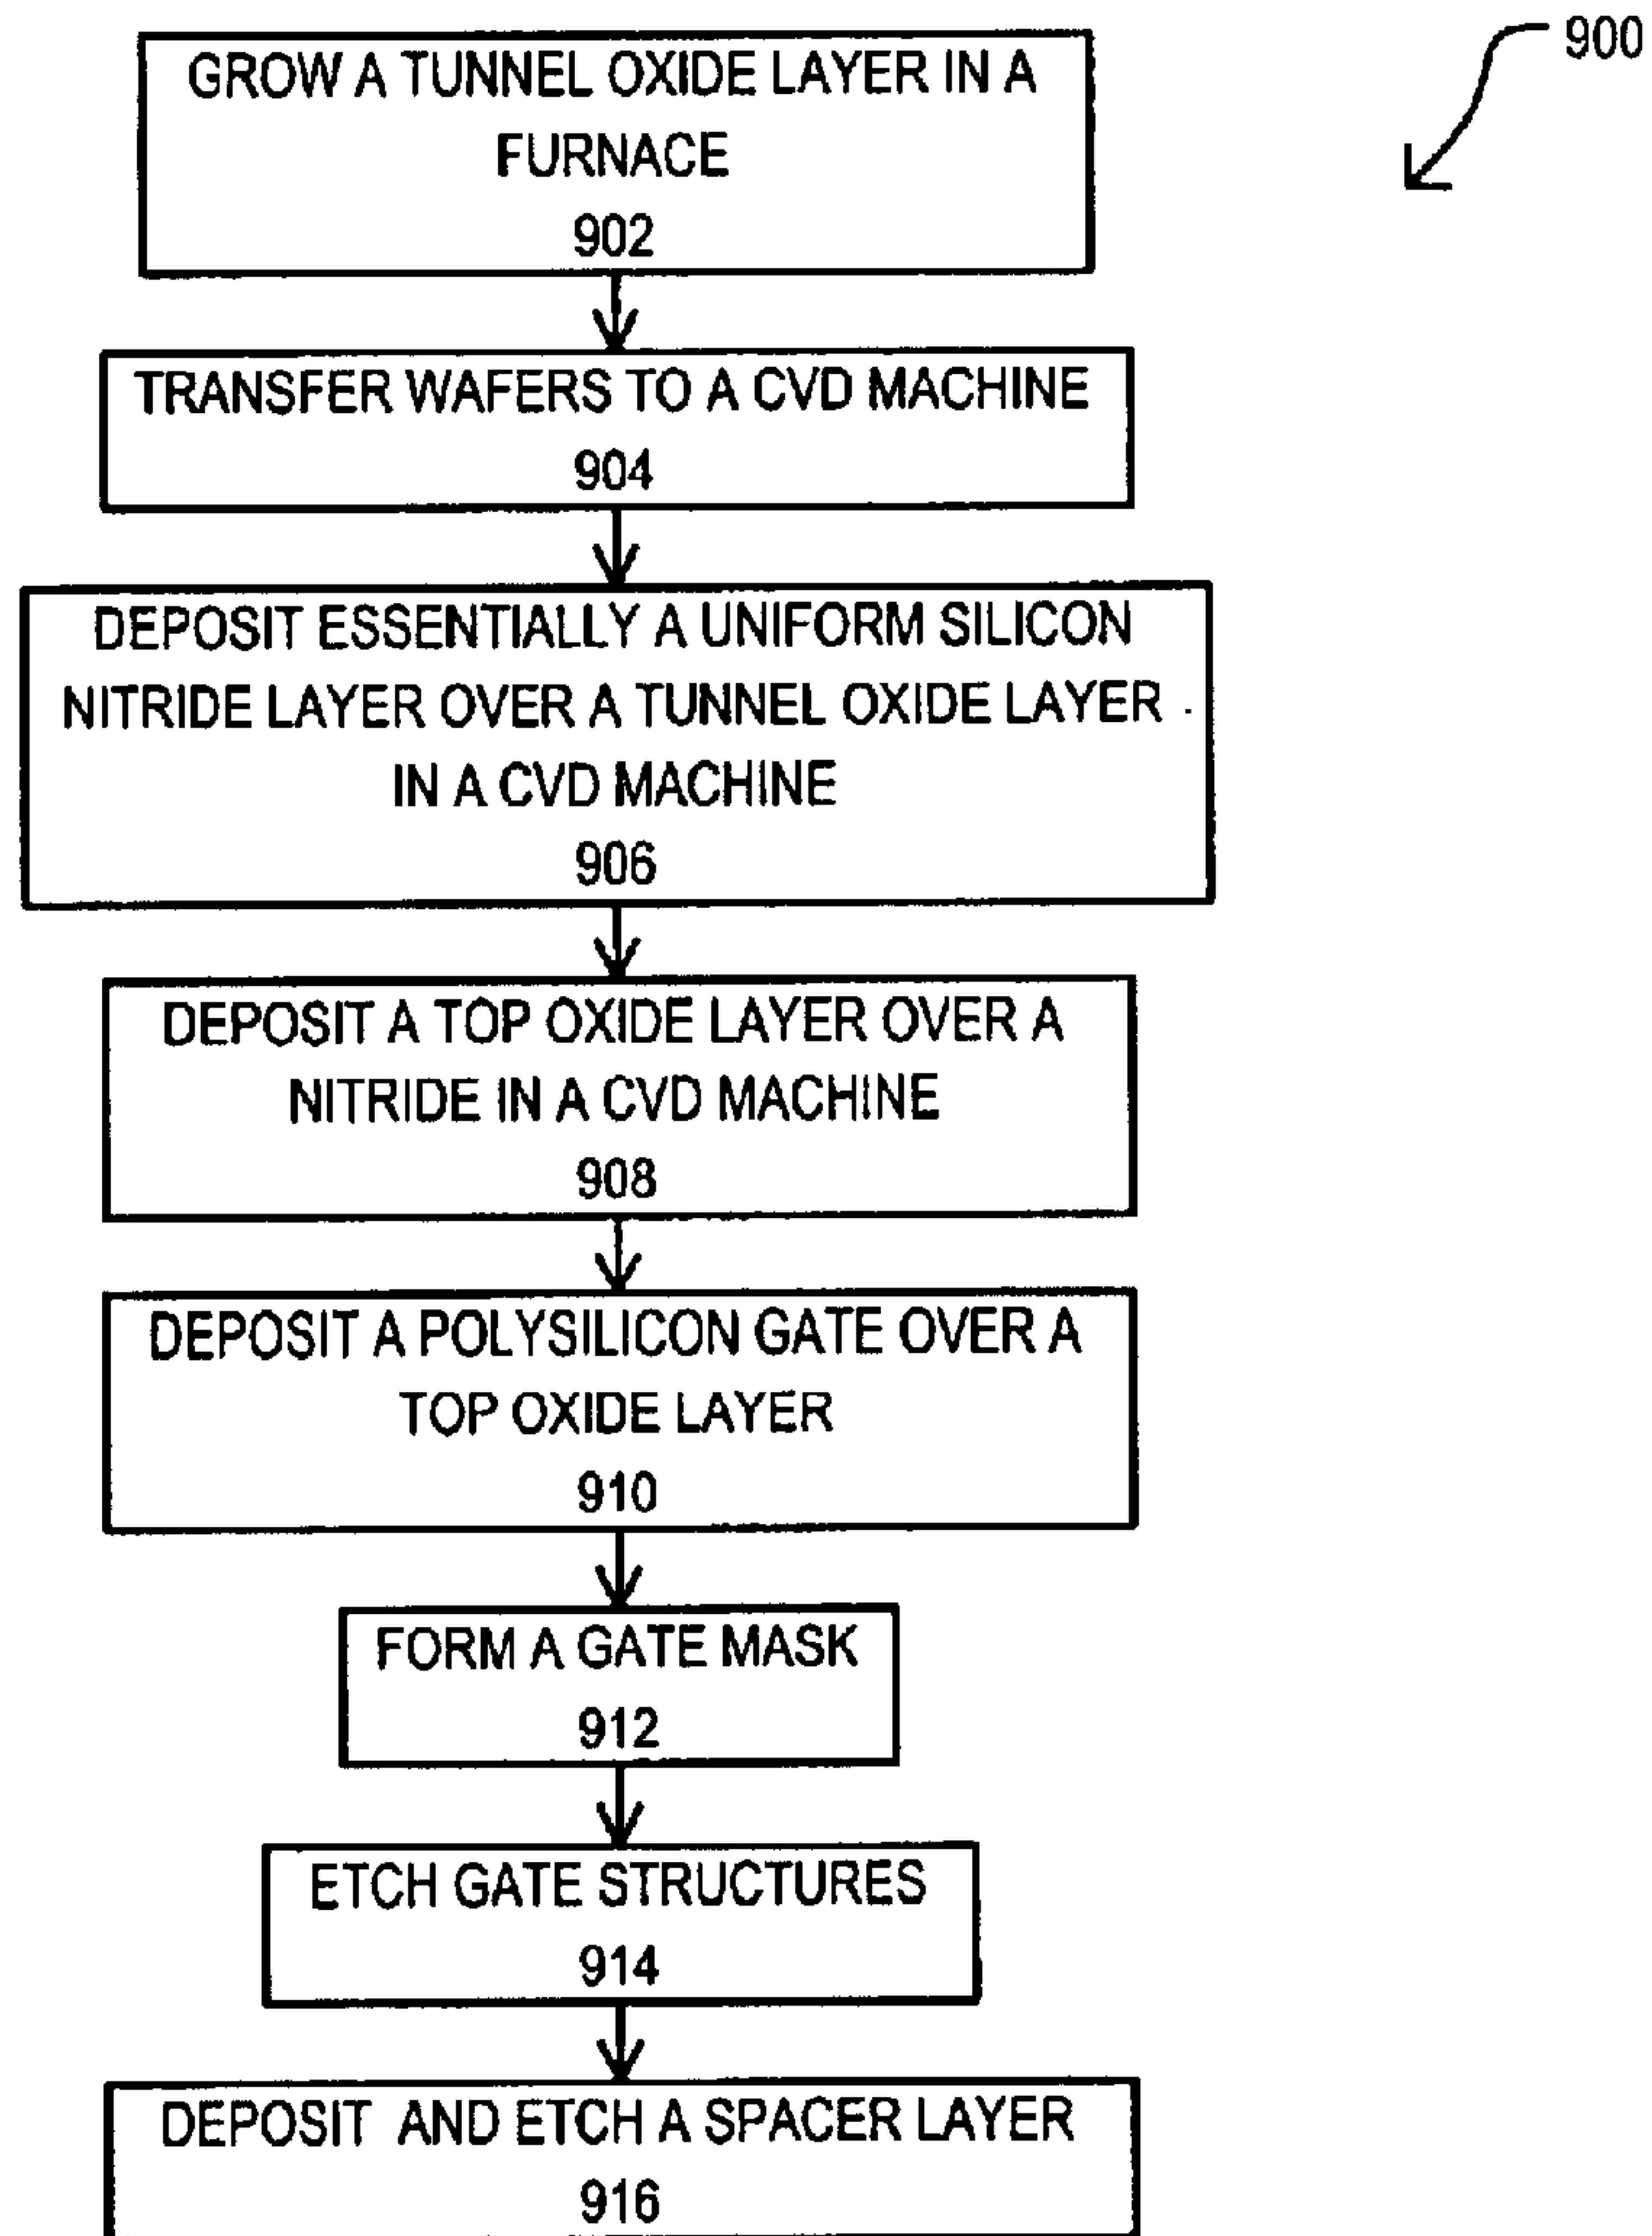 900
GROW A TUNNEL OXIDE LAYER IN A
FURNACE
902
TRANSFER WAFERS TO A CVD MACHINE
904
DEPOSIT ESSENTIALLY A UNIFORM SILICON
NITRIDE LAYER OVER A TUNNEL OXIDE LAYER
IN A CVD MACHINE
906
DEPOSIT A TOP OXIDE LAYER OVER A
NITRIDE IN A CVD MACHINE
908
DEPOSIT A POLYSILICON GATE OVER A
TOP OXIDE LAYER
910
FORM A GATE MASK
912
ETCH GATE STRUCTURES
914
DEPOSIT AND ETCH A SPACER LAYER
916